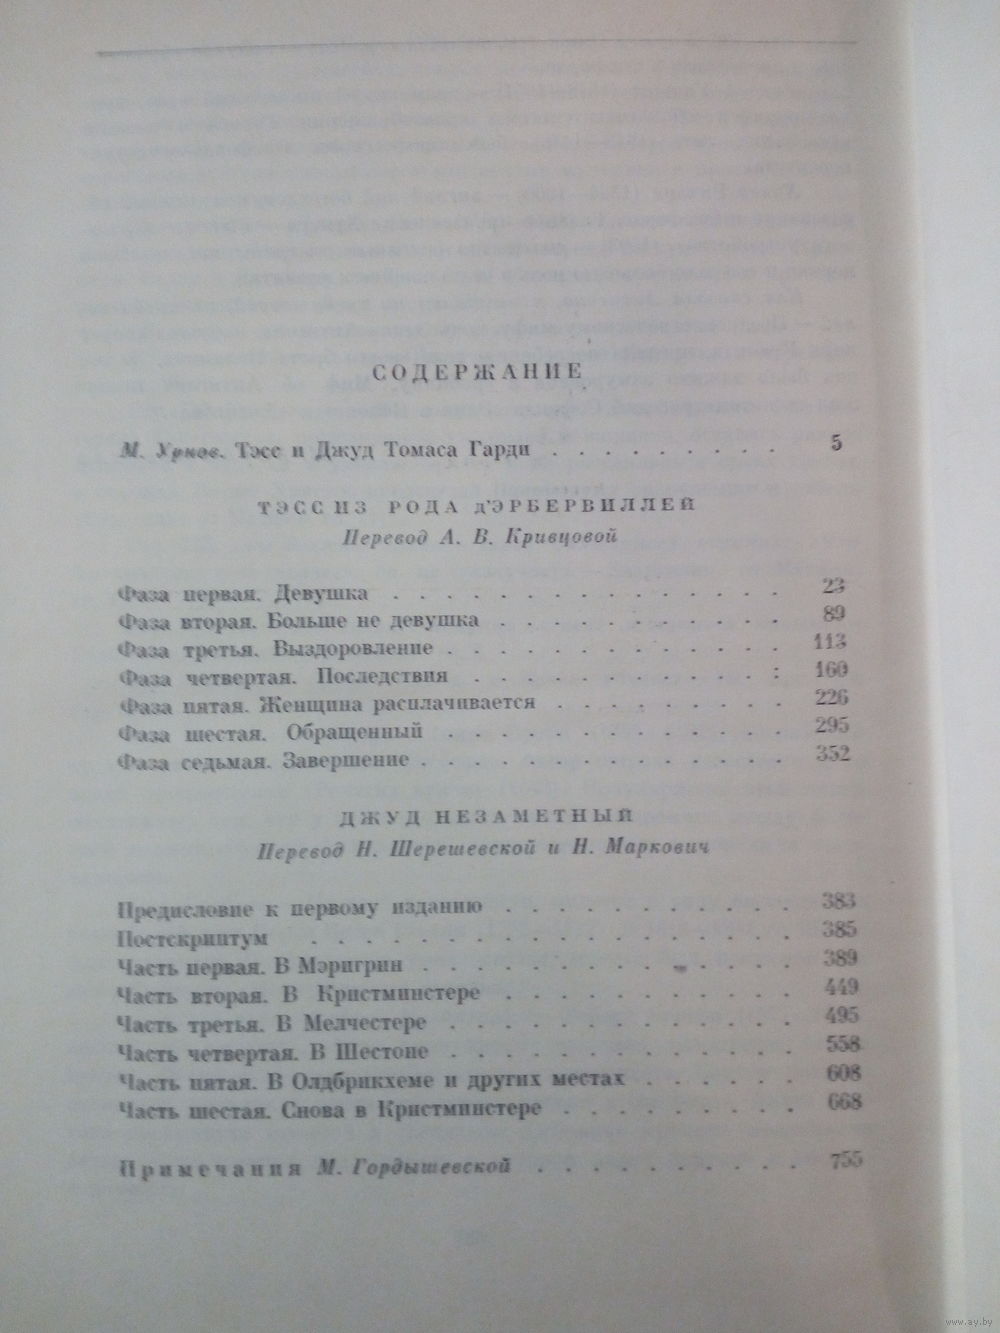 СОДЕРЖАНИЕ
М. Урнов. Тэсс и Джуд Томаса Гарди . . . . . . . . . 5
ТЭСС ИЗ РОДА д'ЭРБЕРВИЛЛЕЙ
Перевод А. В. Кривцовой
Фаза первая. Девушка . . . . . . . . . . . . . . . 23
Фаза вторая. Больше не девушка . . . . . . . . . . . 89
Фаза третья. Выздоровление . . . . . . . . . . . . . 113
Фаза четвертая. Последствия . . . . . . . . . . . : 160
Фаза пятая. Женщина расплачивается . . . . . . . . . 226
Фаза шестая. Обращенный . . . . . . . . . . . . . 295
Фаза седьмая. Завершение . . . . . . . . . . . . . . 352
ДЖУД НЕЗАМЕТНЫЙ
Перевод Н. Шерешевской и Н. Маркович
Предисловие к первому изданию . . . . . . . . . . . 383
Постскриптум . . . . . . . . . . . . . . . . . . 385
Часть первая. В Мэригрин . . . . . . . . . . . . . . 389
Часть вторая. В Кристминстере . . . . . . . . . . . . 449
Часть третья. В Мелчестере . . . . . . . . . . . . . 495
Часть четвертая. В Шестоне . . . . . . . . . . . . . 558
Часть пятая. В Олдбрикхеме и других местах . . . . . . 608
Часть шестая. Снова в Кристминстере . . . . . . . . . 668
Примечания М. Гордышевской . . . . . . . . . . 755
www.ay.by